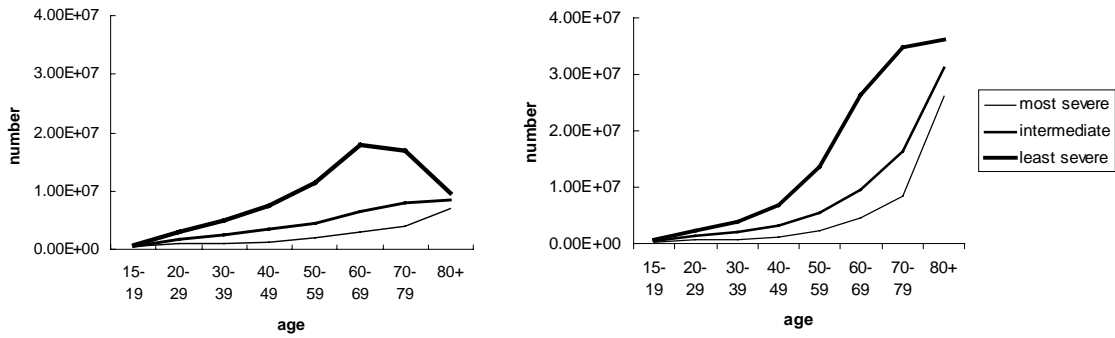 4.00E+07
3.00E+07
2.00E+07
1.00E+07
0.00E+00
number
15-
19
20-
29
30-
39
40-
49
50-
59
60-
69
70-
79
80+
age
4.00E+07
3.00E+07
2.00E+07
1.00E+07
0.00E+00
number
15-
19
20-
29
30-
39
40-
49
50-
59
60-
69
70-
79
80+
age
most severe
intermediate
least severe